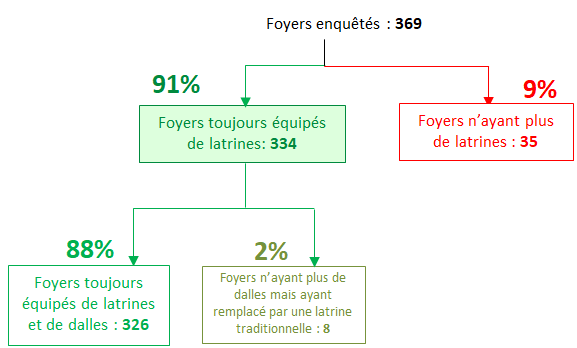 Foyers enquêtés : 369
91%
9%
Foyers toujours équipés
de latrines: 334
Foyers n'ayant plus
de latrines : 35
88%
2%
Foyers toujours
équipés de latrines
et de dalles : 326
Foyers n'ayant plus de
dalles mais ayant
remplacé par une latrine
traditionnelle : 8